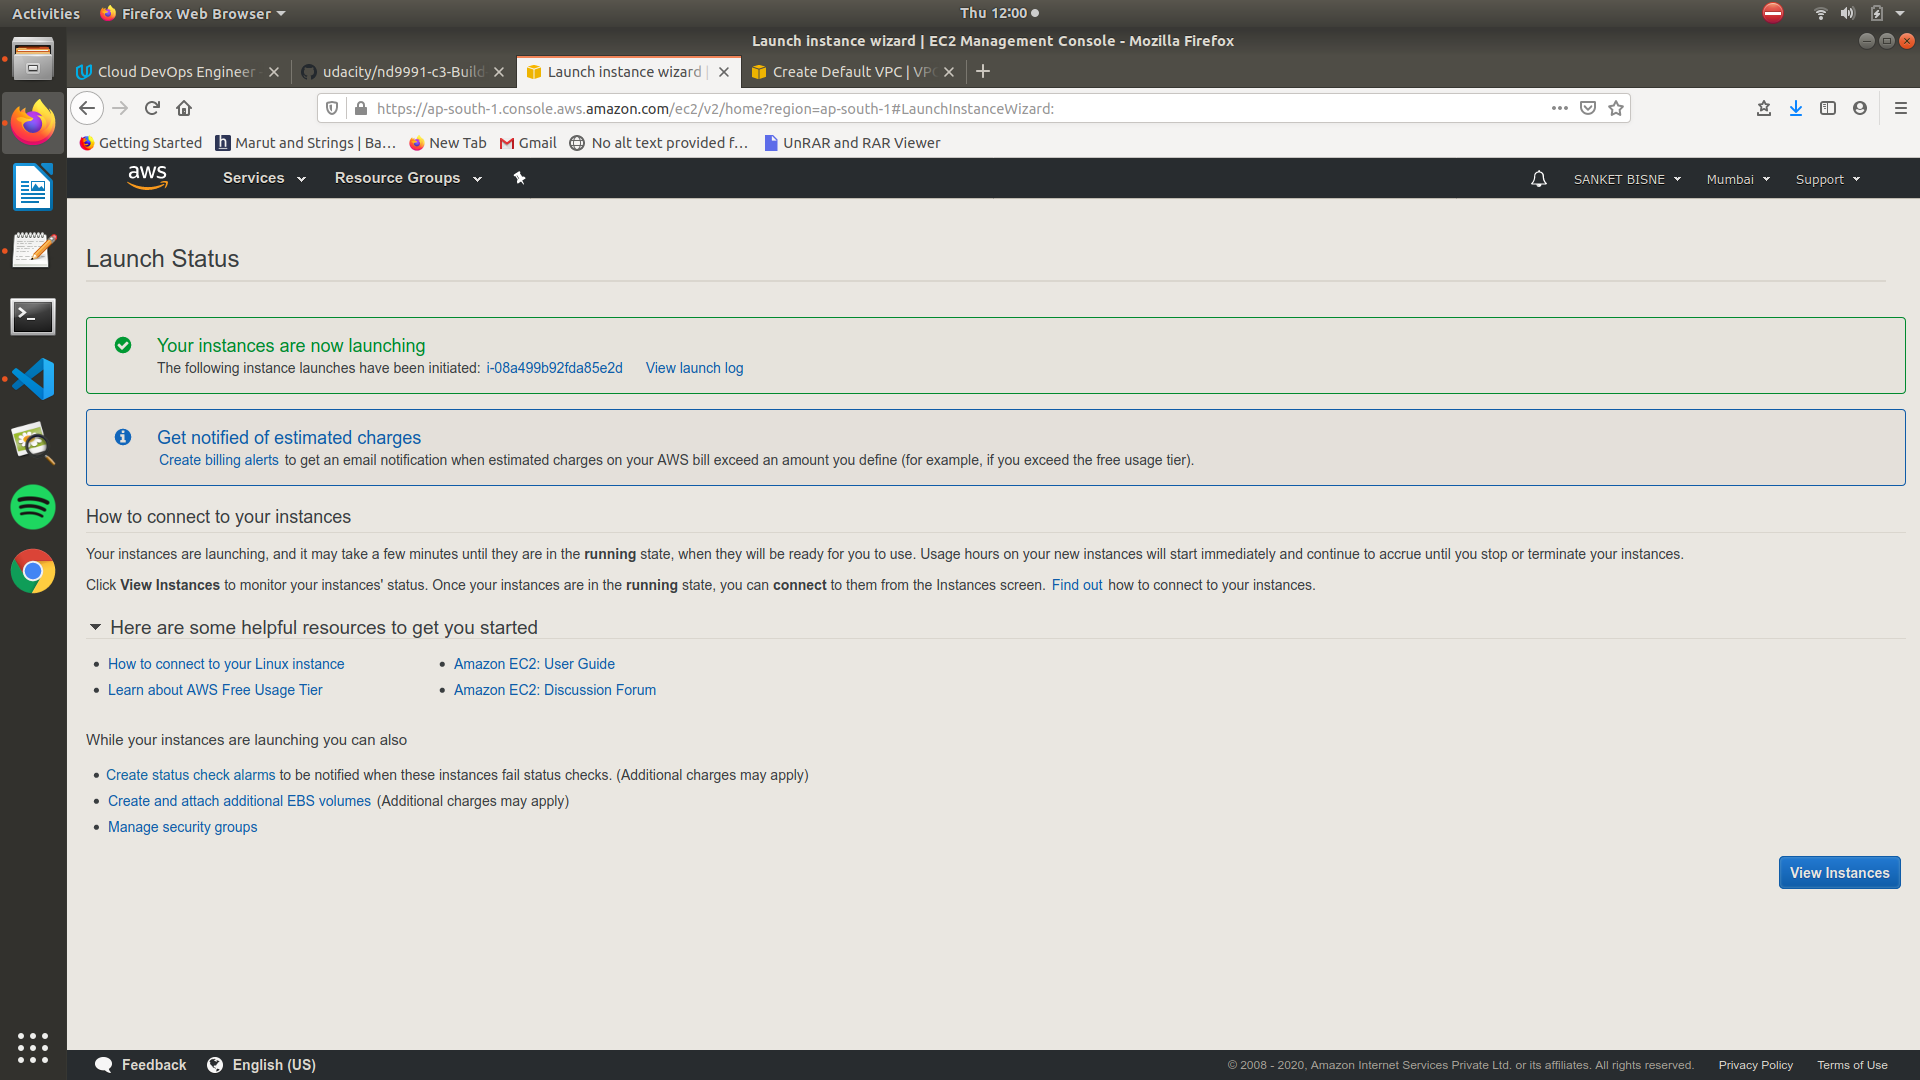 Activities Firefox Web Browser Thu 12:00
Launch instance wizard | EC2 Management Console - Mozilla Firefox
Cloud DevOps Engineer udacity/nd9991-c3-Build Launch instance wizard | Create Default VPC | VPC
https://ap-south-1.console.aws.amazon.com/ec2/v2/home?region=ap-south-1#LaunchInstanceWizard:
Getting Started Marut and Strings | Ba... New Tab Gmail No alt text provided f... UnRAR and RAR Viewer
aws Services Resource Groups SANKET BISNE Mumbai Support
Launch Status
Your instances are now launching
The following instance launches have been initiated: i-08a499b92fda85e2d View launch log
Get notified of estimated charges
Create billing alerts to get an email notification when estimated charges on your AWS bill exceed an amount you define (for example, if you exceed the free usage tier).
How to connect to your instances
Your instances are launching, and it may take a few minutes until they are in the running state, when they will be ready for you to use. Usage hours on your new instances will start immediately and continue to accrue until you stop or terminate your instances.
Click View Instances to monitor your instances' status. Once your instances are in the running state, you can connect to them from the Instances screen. Find out how to connect to your instances.
Here are some helpful resources to get you started
• How to connect to your Linux instance • Amazon EC2: User Guide
• Learn about AWS Free Usage Tier • Amazon EC2: Discussion Forum
While your instances are launching you can also
• Create status check alarms to be notified when these instances fail status checks. (Additional charges may apply)
• Create and attach additional EBS volumes (Additional charges may apply)
• Manage security groups
View Instances
Feedback English (US) © 2008 - 2020, Amazon Internet Services Private Ltd. or its affiliates. All rights reserved. Privacy Policy Terms of Use